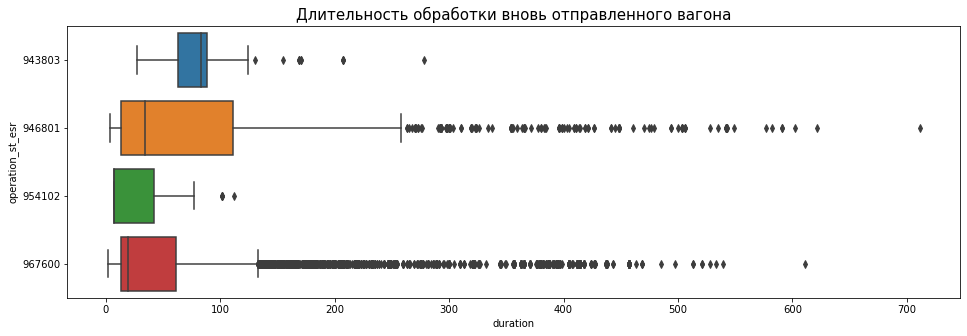 Длительность обработки вновь отправленного вагона
operation_st_esr
943803
946801
954102
967600
0 100 200 300 400 500 600 700
duration